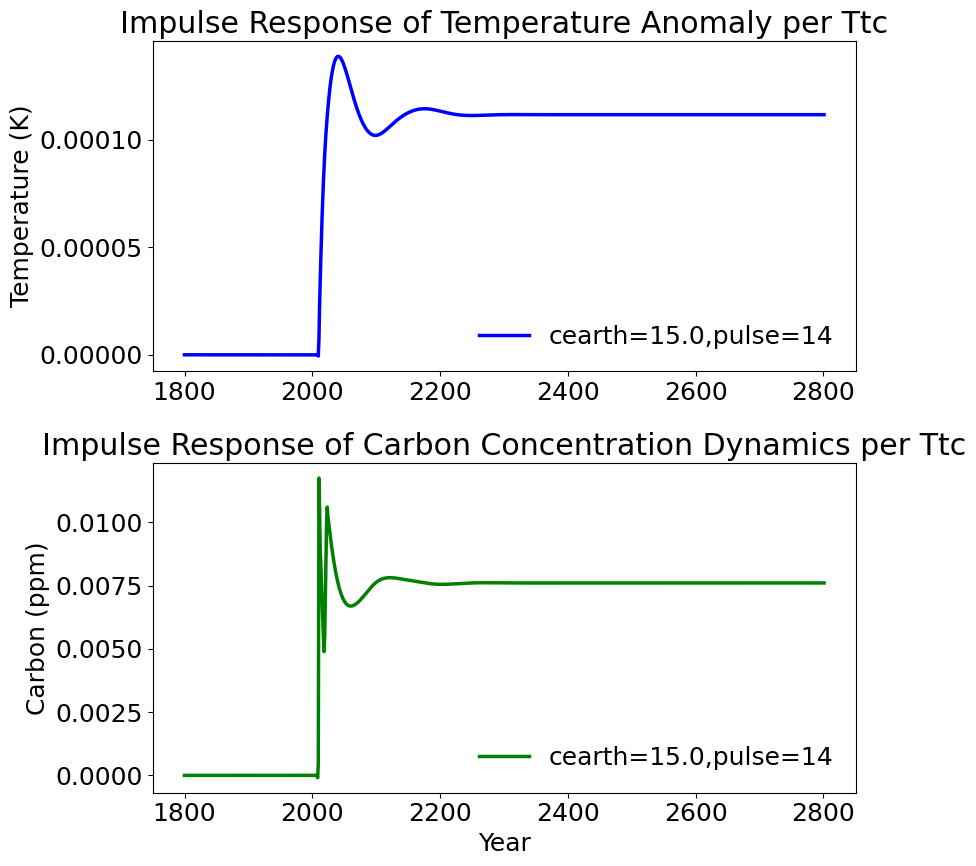 Impulse Response of Temperature Anomaly per Ttc
Temperature (K)
0.00010
0.00005
0.00000
cearth=15.0,pulse=14
1800 2000 2200 2400 2600 2800
Impulse Response of Carbon Concentration Dynamics per Ttc
Carbon (ppm)
0.0100
0.0075
0.0050
0.0025
0.0000
cearth=15.0,pulse=14
1800 2000 2200 2400 2600 2800
Year